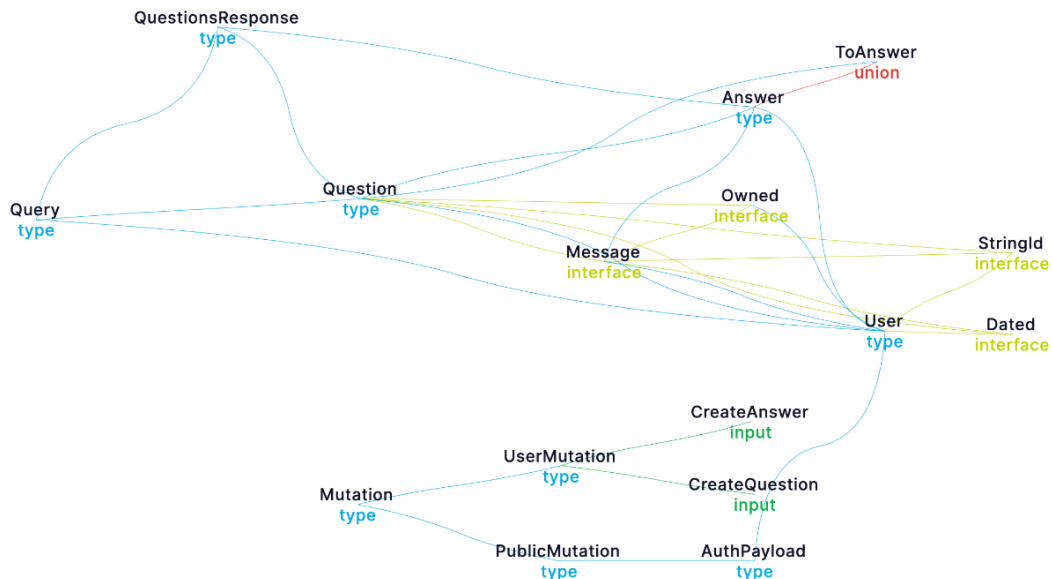 QuestionsResponse
type
ToAnswer
union
Answer
type
Question
type
Owned
interface
Query
type
Message
interface
StringId
interface
User
type
Dated
interface
CreateAnswer
input
UserMutation
type
CreateQuestion
input
Mutation
type
PublicMutation
type
AuthPayload
type